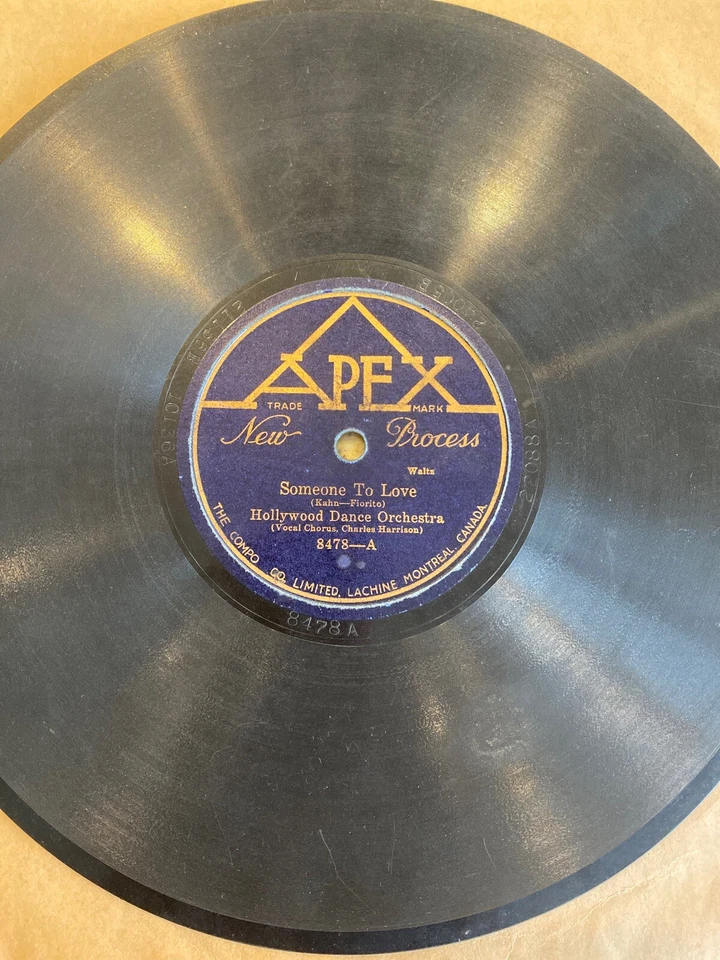 APEX
TRADE MARK
New Process
Waltz
Someone To Love
(Kahn—Fiorito)
Hollywood Dance Orchestra
(Vocal Chorus, Charles Harrison)
8478—A
THE COMPO CO. LIMITED, LACHINE MONTREAL, CANADA.
8478A